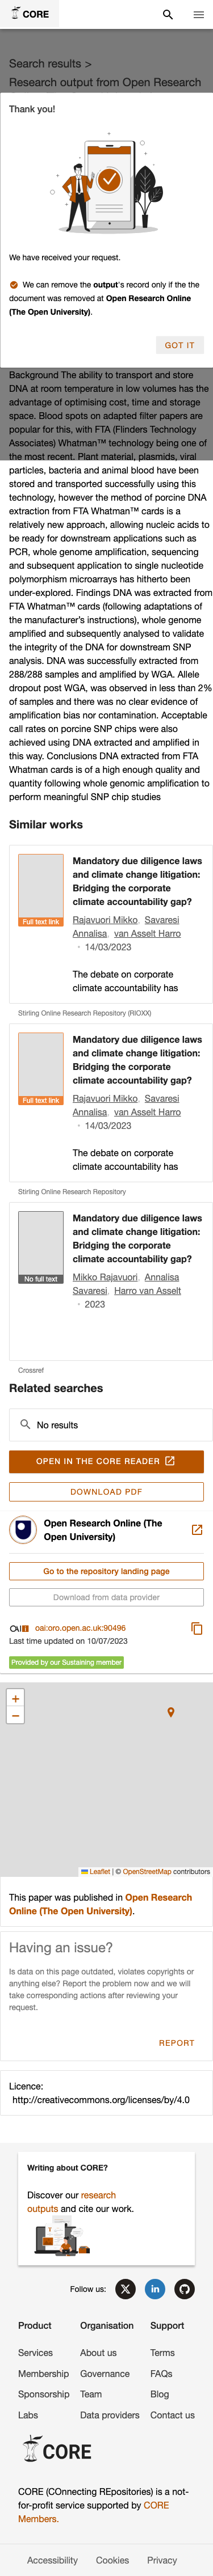 CORE
Search results >
Research output from Open Research
Thank you!
We have received your request.
We can remove the output's record only if the the
document was removed at Open Research Online
(The Open University).
GOT IT
Background The ability to transport and store
DNA at room temperature in low volumes has the
advantage of optimising cost, time and storage
space. Blood spots on adapted filter papers are
popular for this, with FTA (Flinders Technology
Associates) Whatman™ technology being one of
the most recent. Plant material, plasmids, viral
particles, bacteria and animal blood have been
stored and transported successfully using this
technology, however the method of porcine DNA
extraction from FTA Whatman™ cards is a
relatively new approach, allowing nucleic acids to
be ready for downstream applications such as
PCR, whole genome amplification, sequencing
and subsequent application to single nucleotide
polymorphism microarrays has hitherto been
under-explored. Findings DNA was extracted from
FTA Whatman™ cards (following adaptations of
the manufacturer’s instructions), whole genome
amplified and subsequently analysed to validate
the integrity of the DNA for downstream SNP
analysis. DNA was successfully extracted from
288/288 samples and amplified by WGA. Allele
dropout post WGA, was observed in less than 2%
of samples and there was no clear evidence of
amplification bias nor contamination. Acceptable
call rates on porcine SNP chips were also
achieved using DNA extracted and amplified in
this way. Conclusions DNA extracted from FTA
Whatman cards is of a high enough quality and
quantity following whole genomic amplification to
perform meaningful SNP chip studies
Similar works
Mandatory due diligence laws
and climate change litigation:
Bridging the corporate
climate accountability gap?
Full text link
Rajavuori Mikko, Savaresi
Annalisa, van Asselt Harro
• 14/03/2023
The debate on corporate
climate accountability has
Stirling Online Research Repository (RIOXX)
Mandatory due diligence laws
and climate change litigation:
Bridging the corporate
climate accountability gap?
Full text link
Rajavuori Mikko, Savaresi
Annalisa, van Asselt Harro
• 14/03/2023
The debate on corporate
climate accountability has
Stirling Online Research Repository
Mandatory due diligence laws
and climate change litigation:
Bridging the corporate
climate accountability gap?
No full text
Mikko Rajavuori, Annalisa
Savaresi, Harro van Asselt
• 2023
Crossref
Related searches
No results
OPEN IN THE CORE READER
DOWNLOAD PDF
Open Research Online (The
Open University)
Go to the repository landing page
Download from data provider
OAI oai:oro.open.ac.uk:90496
Last time updated on 10/07/2023
Provided by our Sustaining member
+
−
Leaflet | © OpenStreetMap contributors
This paper was published in Open Research
Online (The Open University).
Having an issue?
Is data on this page outdated, violates copyrights or
anything else? Report the problem now and we will
take corresponding actions after reviewing your
request.
REPORT
Licence:
http://creativecommons.org/licenses/by/4.0
Writing about CORE?
Discover our research
outputs and cite our work.
Follow us:
Product Organisation Support
Services About us Terms
Membership Governance FAQs
Sponsorship Team Blog
Labs Data providers Contact us
CORE
CORE (COnnecting REpositories) is a not-
for-profit service supported by CORE
Members.
Accessibility Cookies Privacy